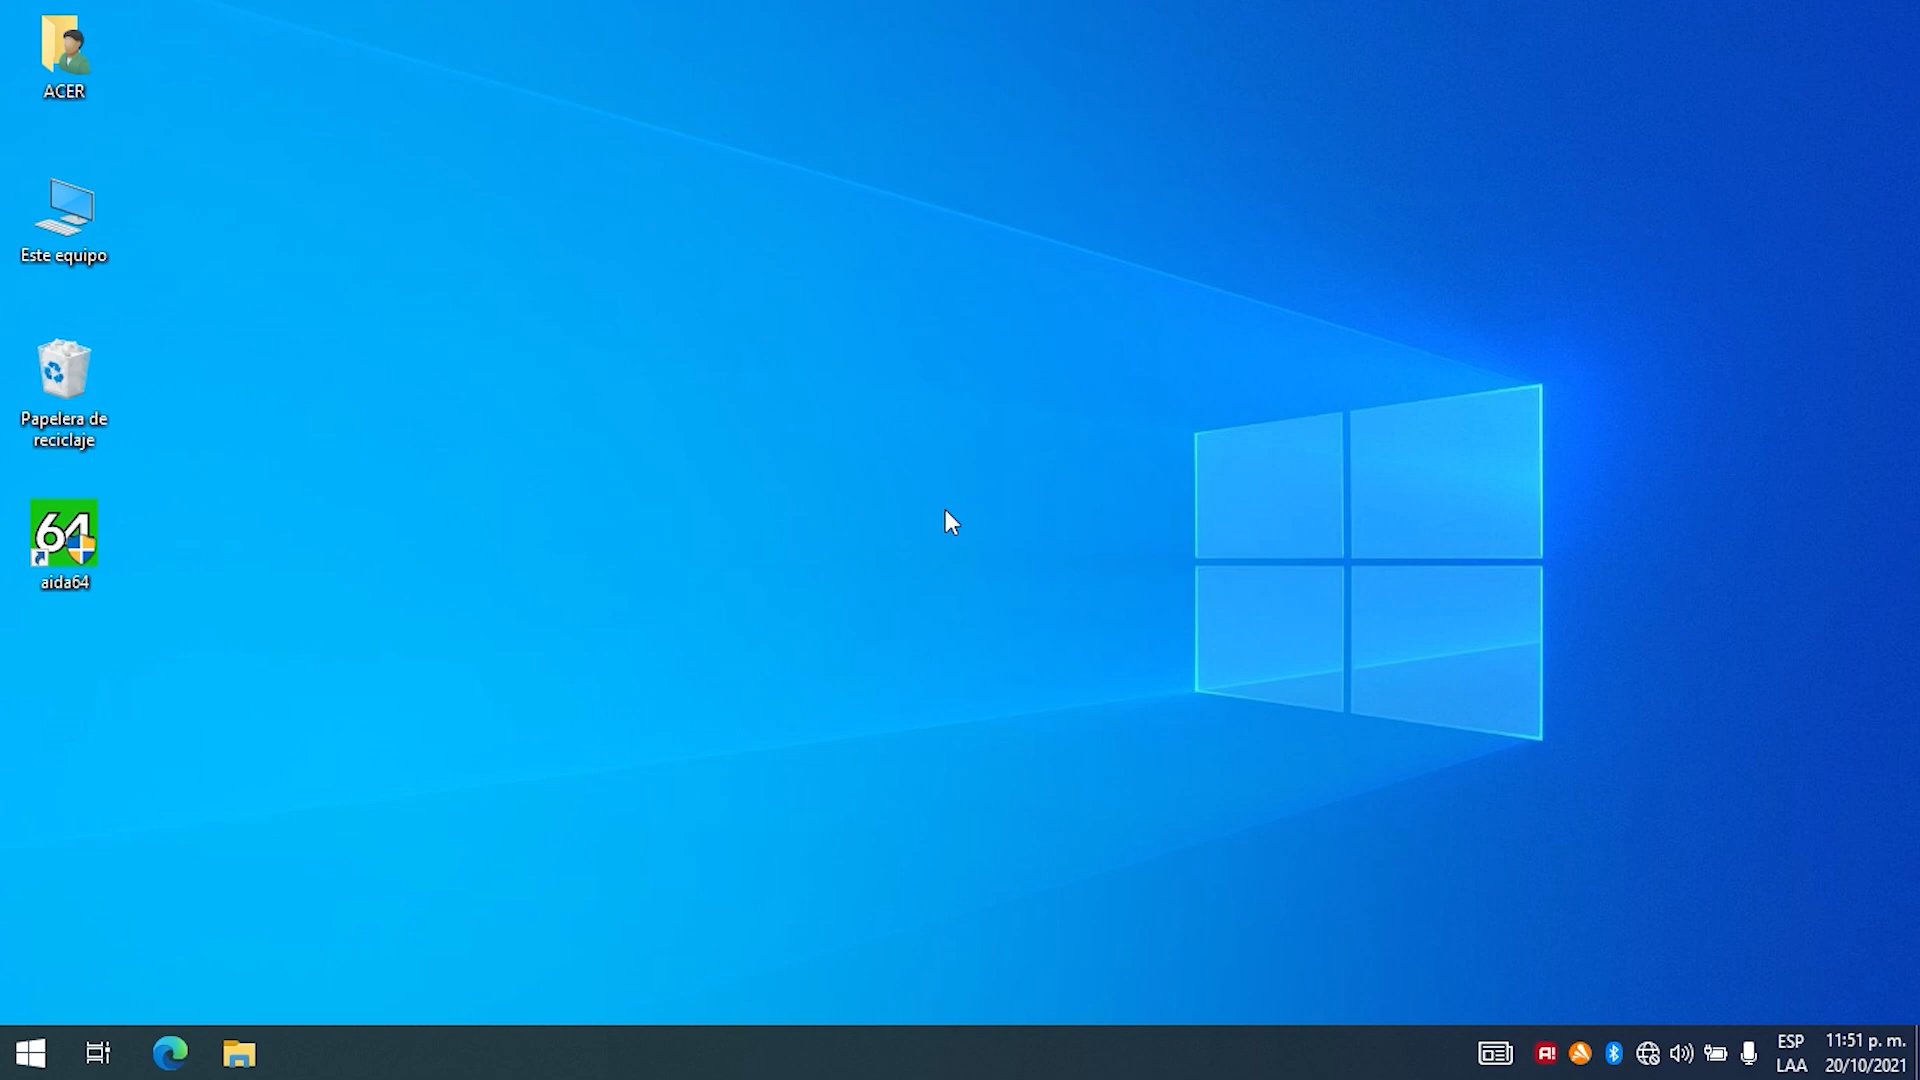 ACER
Este equipo
Papelera de
reciclaje
64
aida64
A!
ESP
LAA
11:51 p. m.
20/10/2021